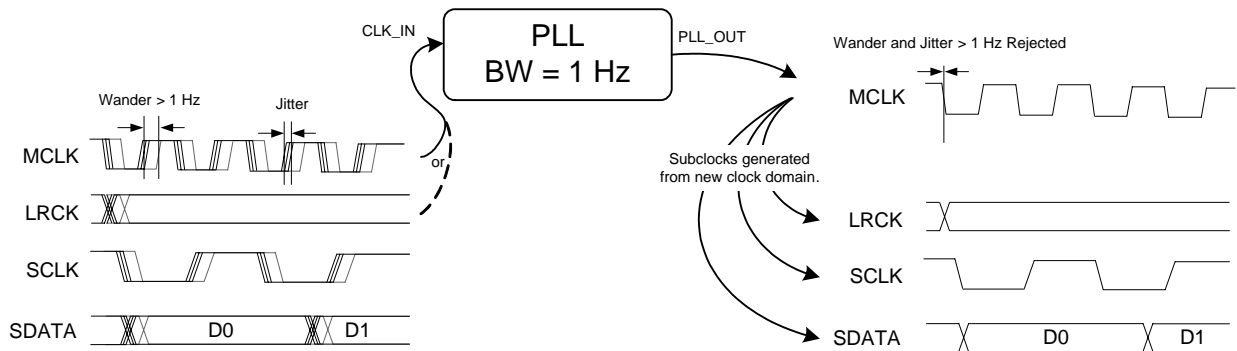 CLK_IN
PLL
BW = 1 Hz
PLL_OUT
Wander > 1 Hz
Jitter
MCLK
or
LRCK
SCLK
SDATA
D0
D1
Subclocks generated
from new clock domain.
Wander and Jitter > 1 Hz Rejected
MCLK
LRCK
SCLK
SDATA
D0
D1